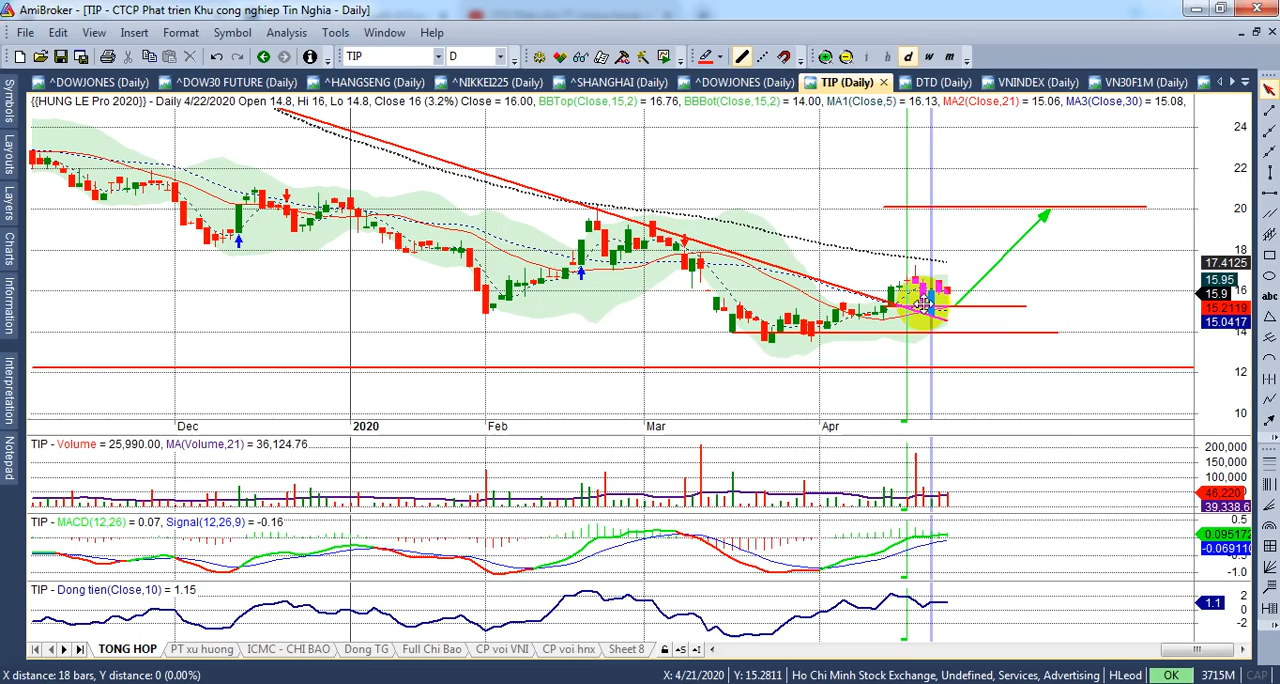 AmiBroker - [TIP - CTCP Phat trien Khu cong nghiep Tin Nghia - Daily]
File Edit View Insert Format Symbol Analysis Tools Window Help
TIP D i h d w m
^DOWJONES (Daily) ^DOW30 FUTURE (Daily) ^HANGSENG (Daily) ^NIKKEI225 (Daily) ^SHANGHAI (Daily) ^DOWJONES (Daily) TIP (Daily) DTD (Daily) VNINDEX (Daily) VN30F1M (Daily)
{{HUNG LE Pro 2020}} - Daily 4/22/2020 Open 14.8, Hi 16, Lo 14.8, Close 16 (3.2%) Close = 16.00, BBTop(Close,15,2) = 16.76, BBBot(Close,15,2) = 14.00, MA1(Close,5) = 16.13, MA2(Close,21) = 15.06, MA3(Close,30) = 15.08,
Symbols
Layouts
Layers
Charts
Information
Interpretation
Notepad
abc
24
22
20
18
17.4125
16
15.95
15.9
15.2119
15.0417
14
12
10
Dec 2020 Feb Mar Apr
TIP - Volume = 25,990.00, MA(Volume,21) = 36,124.76
200,000
150,000
100,000
46,220
39,338.6
TIP - MACD(12,26) = 0.07, Signal(12,26,9) = -0.16
0.5
0.095172
-0.069110
-1.0
TIP - Dong tien(Close,10) = 1.15
2
1.1
0
-2
TONG HOP PT xu huong ICMC - CHI BAO Dong TG Full Chi Bao CP voi VNI CP voi hnx Sheet 8
X distance: 18 bars, Y distance: 0 (0.00%) X: 4/21/2020 Y: 15.2811 Ho Chi Minh Stock Exchange, Undefined, Services, Advertising HLeod OK 3715M CAP